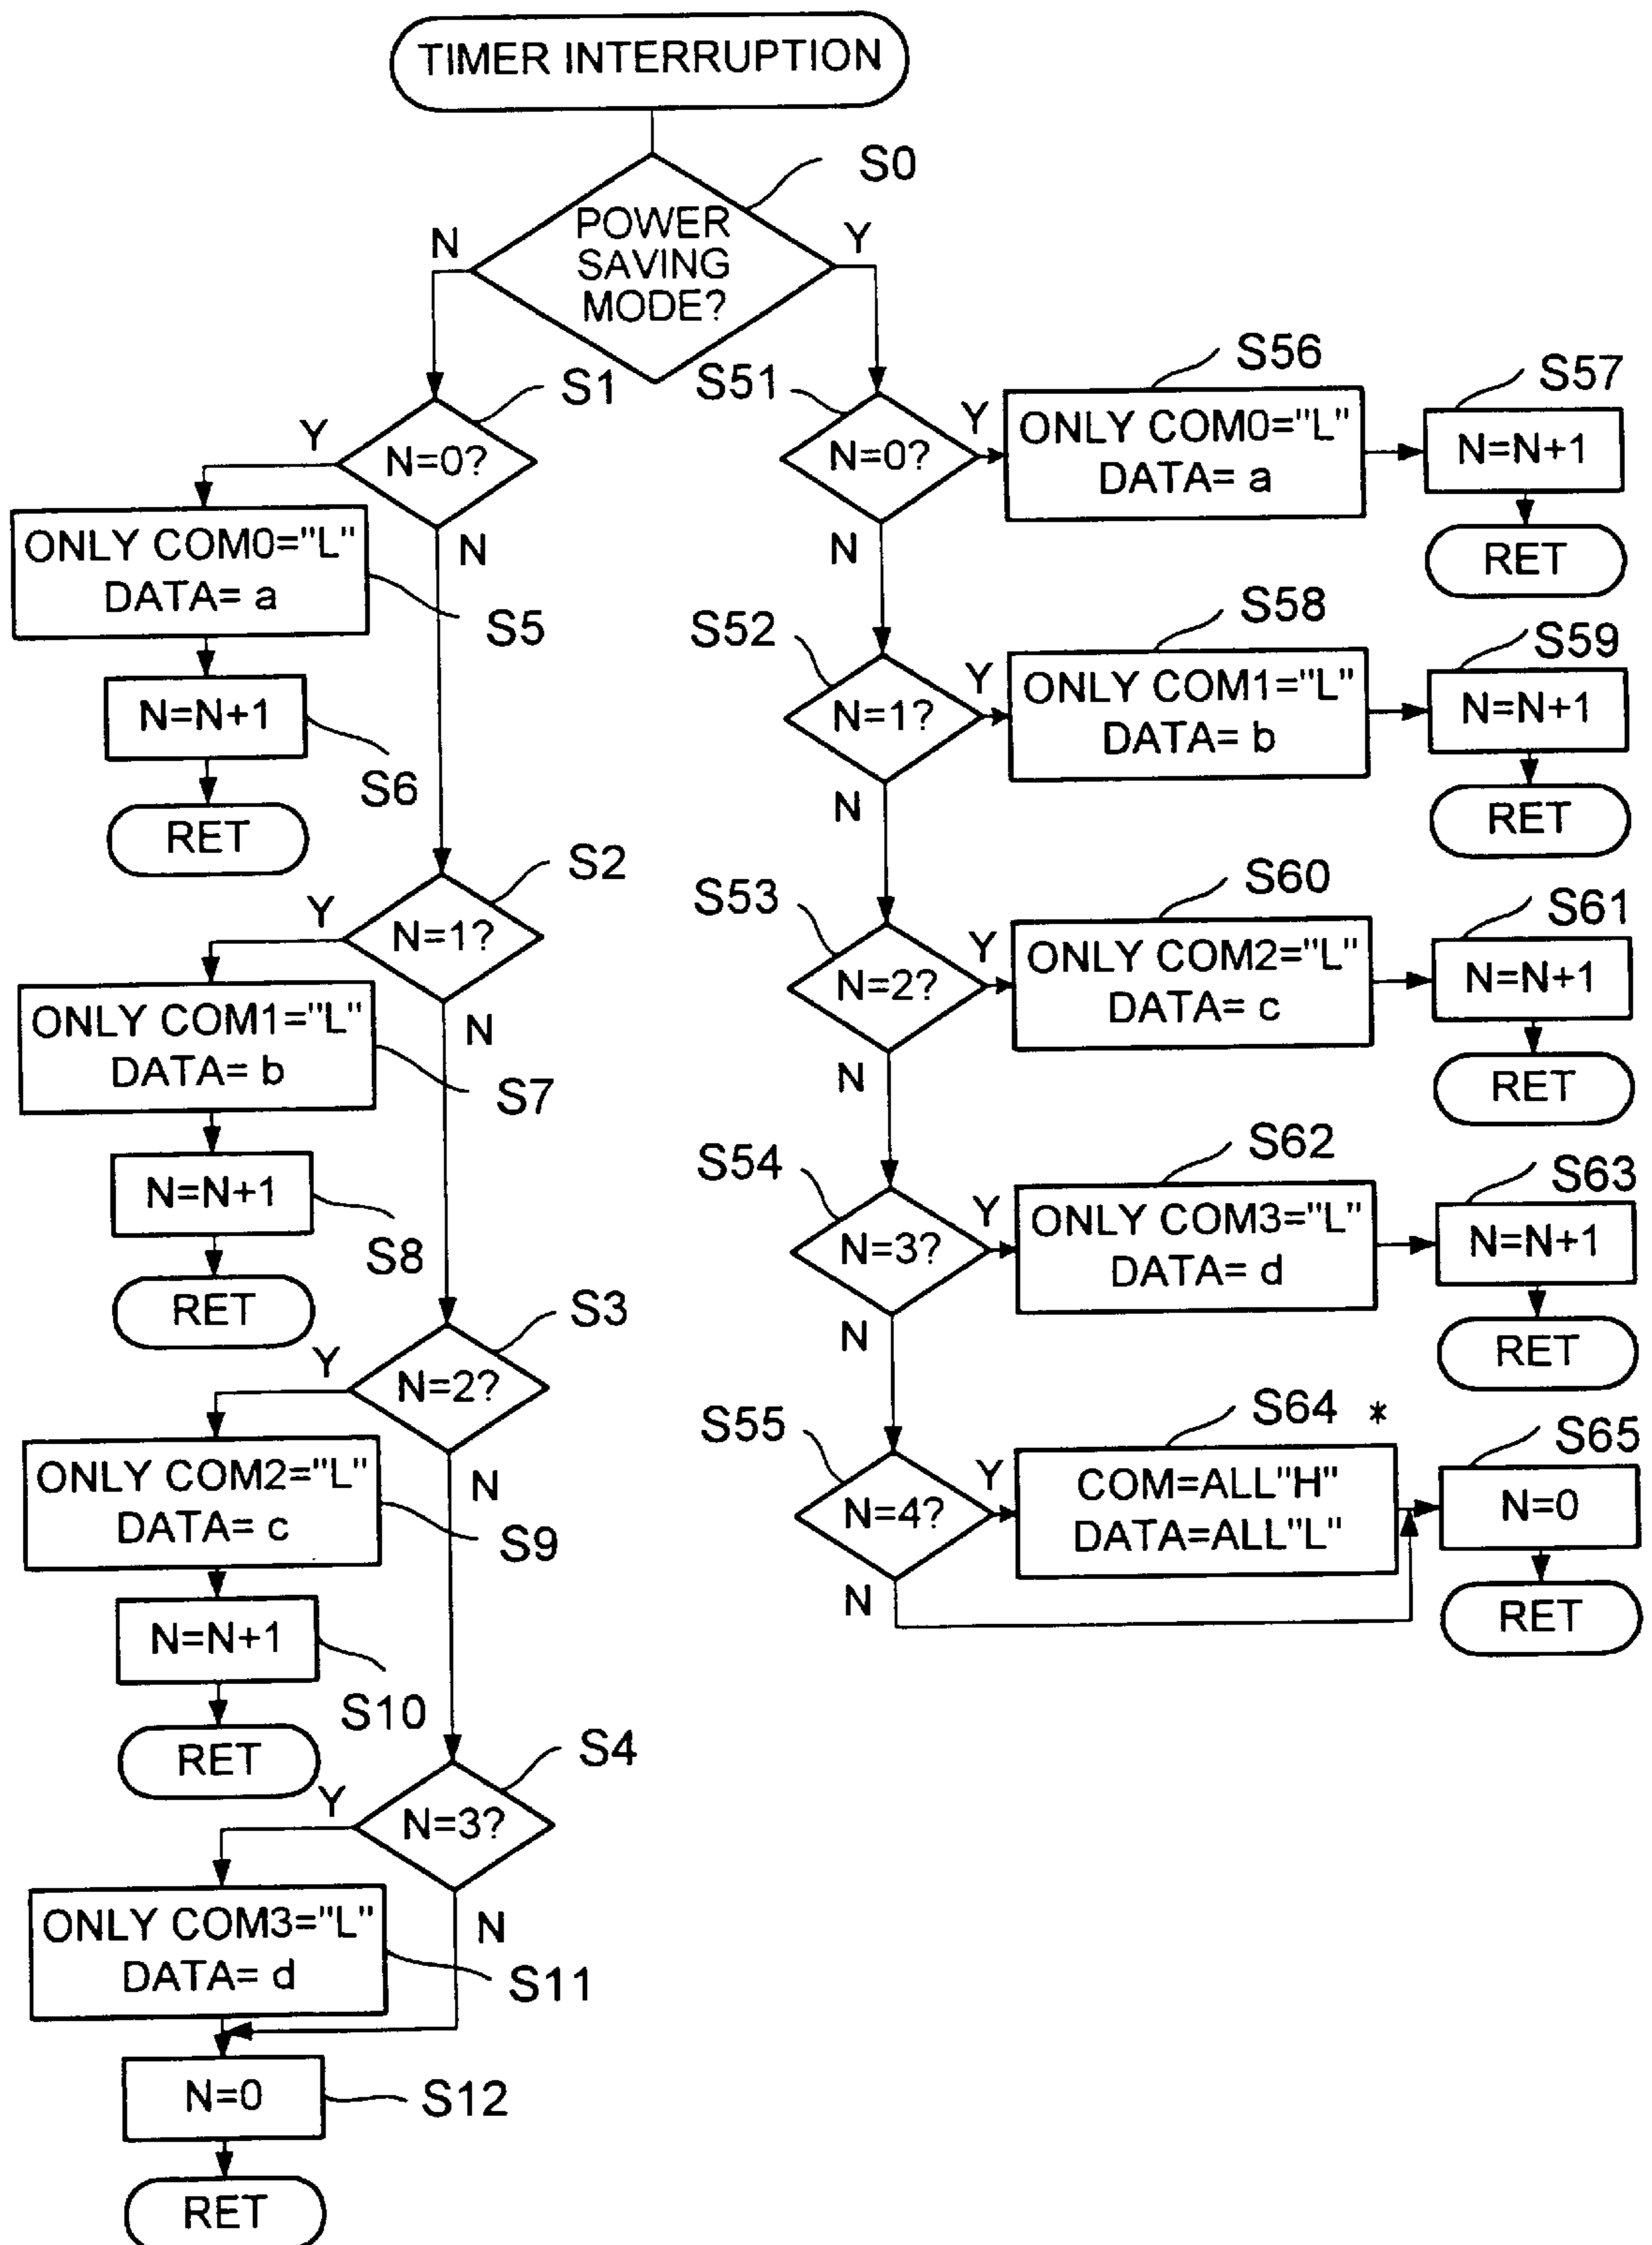 TIMER INTERRUPTION
S0
POWER
SAVING
MODE?
N
Y
S1
N=0?
Y
N
ONLY COM0="L"
DATA= a
S5
N=N+1
S6
RET
S2
N=1?
Y
N
ONLY COM1="L"
DATA= b
S7
N=N+1
S8
RET
S3
N=2?
Y
N
ONLY COM2="L"
DATA= c
S9
N=N+1
S10
RET
S4
N=3?
Y
N
ONLY COM3="L"
DATA= d
S11
N=0
S12
RET
S51
N=0?
Y
N
S56
ONLY COM0="L"
DATA= a
S57
N=N+1
RET
S52
N=1?
Y
N
S58
ONLY COM1="L"
DATA= b
S59
N=N+1
RET
S53
N=2?
Y
N
S60
ONLY COM2="L"
DATA= c
S61
N=N+1
RET
S54
N=3?
Y
N
S62
ONLY COM3="L"
DATA= d
S63
N=N+1
RET
S55
N=4?
Y
N
S64 *
COM=ALL"H"
DATA=ALL"L"
S65
N=0
RET